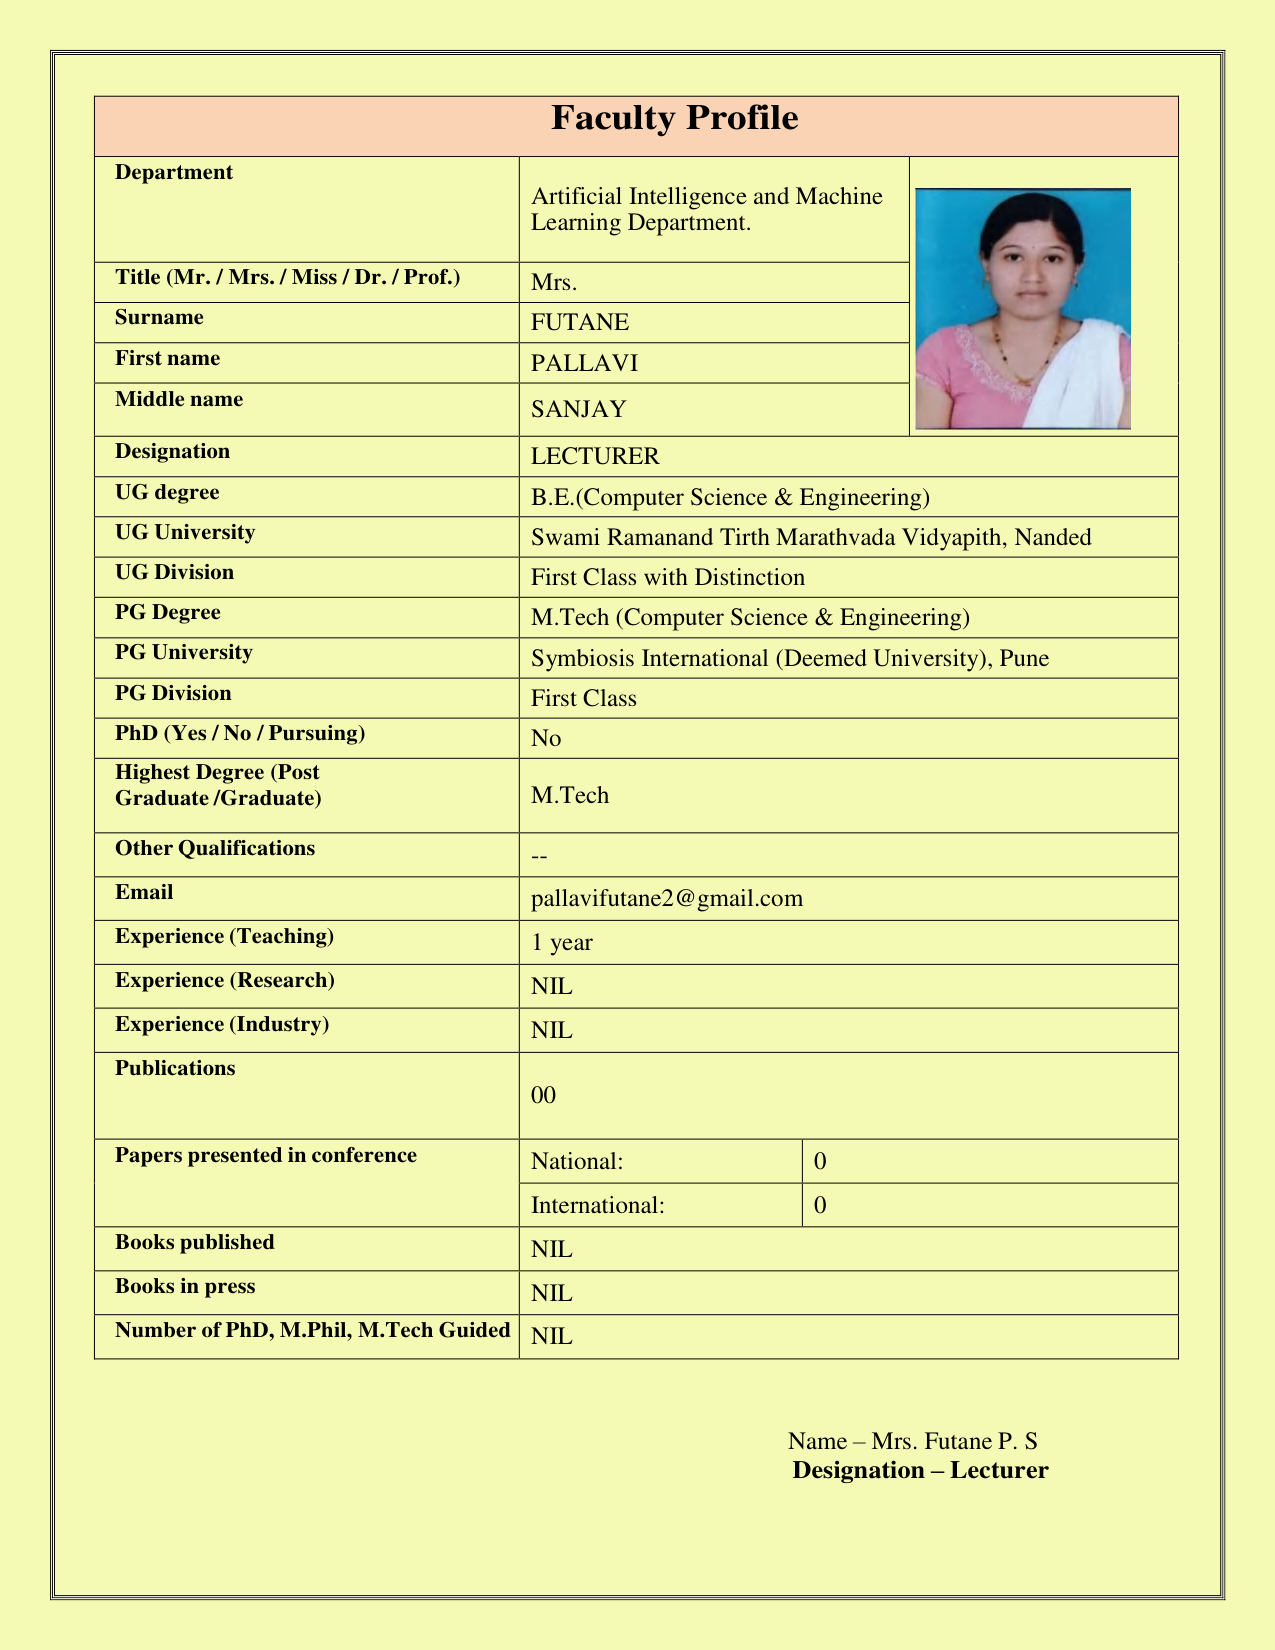 Faculty Profile
Department
Artificial Intelligence and Machine
Learning Department.
Title (Mr. / Mrs. / Miss / Dr. / Prof.)
Mrs.
Surname
FUTANE
First name
PALLAVI
Middle name
SANJAY
Designation
LECTURER
UG degree
B.E.(Computer Science & Engineering)
UG University
Swami Ramanand Tirth Marathvada Vidyapith, Nanded
UG Division
First Class with Distinction
PG Degree
M.Tech (Computer Science & Engineering)
PG University
Symbiosis International (Deemed University), Pune
PG Division
First Class
PhD (Yes / No / Pursuing)
No
Highest Degree (Post
Graduate /Graduate)
M.Tech
Other Qualifications
--
Email
pallavifutane2@gmail.com
Experience (Teaching)
1 year
Experience (Research)
NIL
Experience (Industry)
NIL
Publications
00
Papers presented in conference
National:
0
International:
0
Books published
NIL
Books in press
NIL
Number of PhD, M.Phil, M.Tech Guided
NIL
Name – Mrs. Futane P. S
Designation – Lecturer